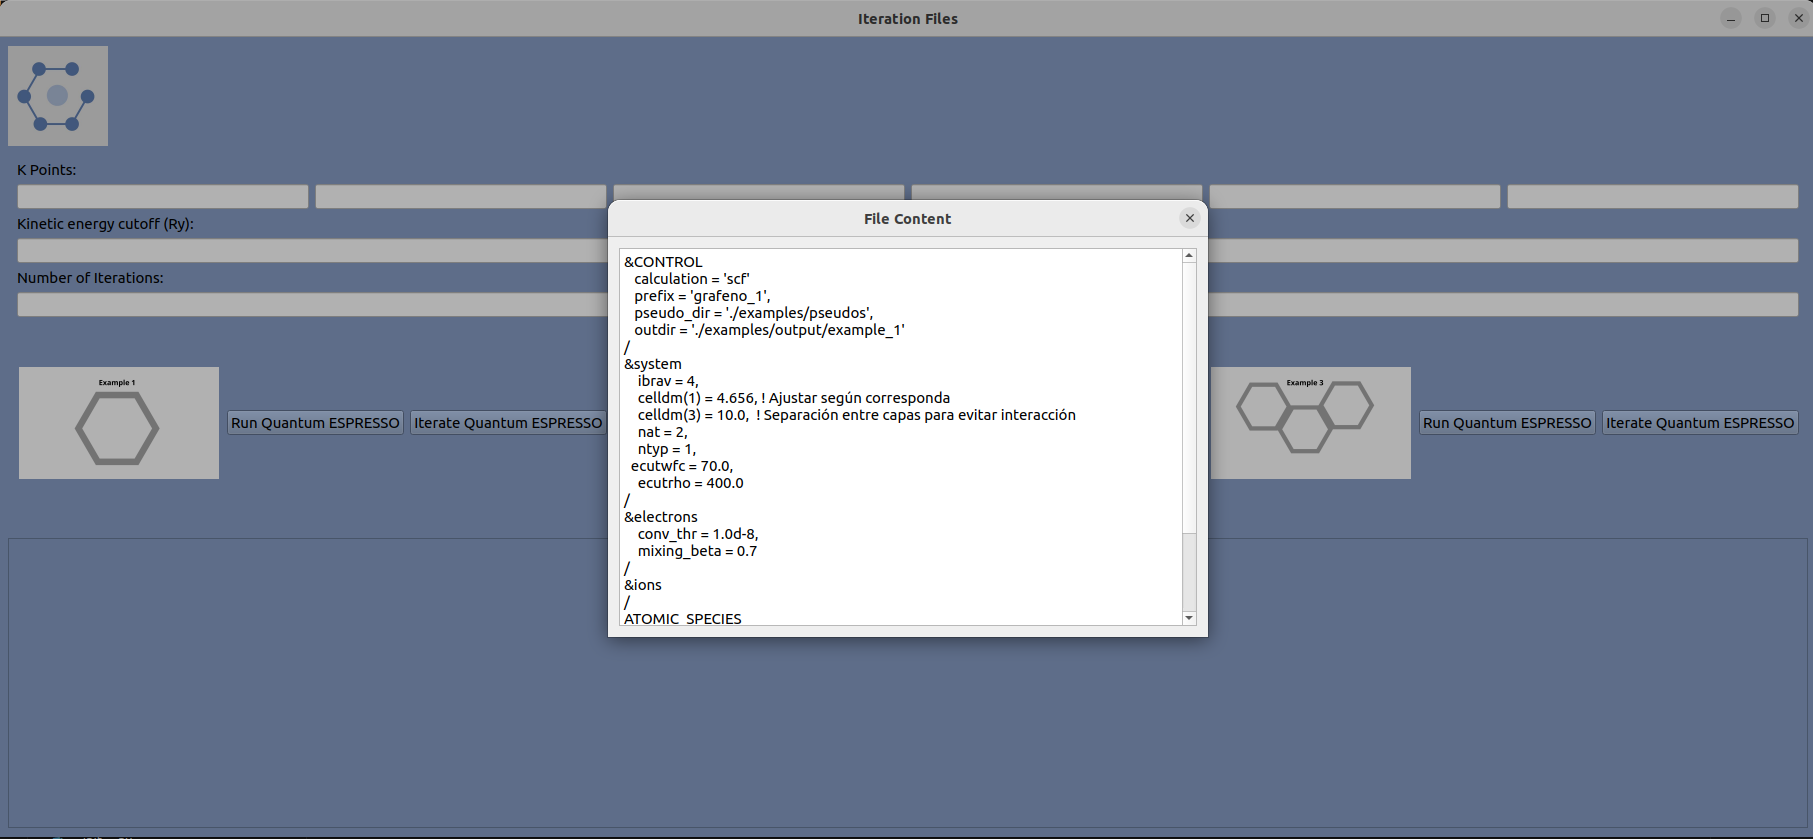 Iteration Files
K Points:
Kinetic energy cutoff (Ry):
Number of Iterations:
Example 1
Run Quantum ESPRESSO
Iterate Quantum ESPRESSO
File Content
&CONTROL
calculation = 'scf'
prefix = 'grafeno_1',
pseudo_dir = './examples/pseudos',
outdir = './examples/output/example_1'
/
&system
ibrav = 4,
celldm(1) = 4.656, ! Ajustar según corresponda
celldm(3) = 10.0,  ! Separación entre capas para evitar interacción
nat = 2,
ntyp = 1,
ecutwfc = 70.0,
ecutrho = 400.0
/
&electrons
conv_thr = 1.0d-8,
mixing_beta = 0.7
/
&ions
/
ATOMIC_SPECIES
Example 3
Run Quantum ESPRESSO
Iterate Quantum ESPRESSO